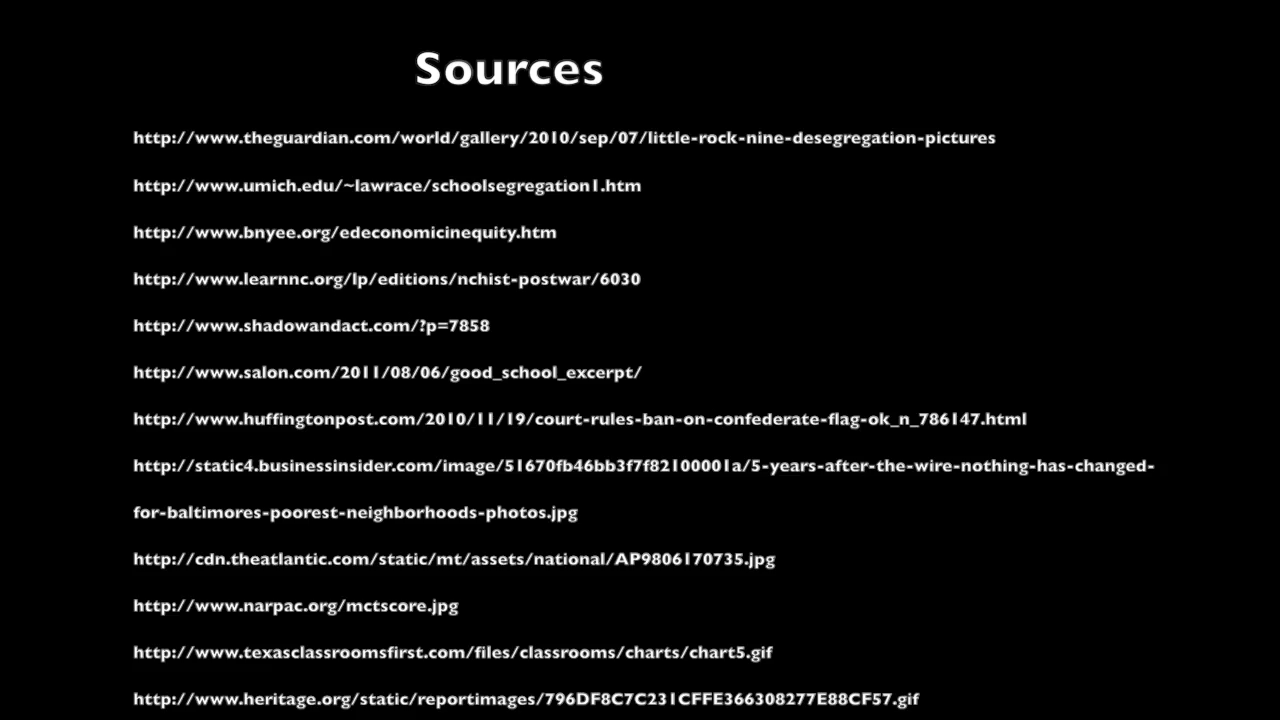 Sources
http://www.theguardian.com/world/gallery/2010/sep/07/little-rock-nine-desegregation-pictures
http://www.umich.edu/~lawrace/schoolsegregation1.htm
http://www.bnyee.org/edeconomicinequity.htm
http://www.learnnc.org/lp/editions/nchist-postwar/6030
http://www.shadowandact.com/?p=7858
http://www.salon.com/2011/08/06/good_school_excerpt/
http://www.huffingtonpost.com/2010/11/19/court-rules-ban-on-confederate-flag-ok_n_786147.html
http://static4.businessinsider.com/image/51670fb46bb3f7f82100001a/5-years-after-the-wire-nothing-has-changed-
for-baltimores-poorest-neighborhoods-photos.jpg
http://cdn.theatlantic.com/static/mt/assets/national/AP9806170735.jpg
http://www.narpac.org/mctscore.jpg
http://www.texasclassroomsfirst.com/files/classrooms/charts/chart5.gif
http://www.heritage.org/static/reportimages/796DF8C7C231CFFE366308277E88CF57.gif